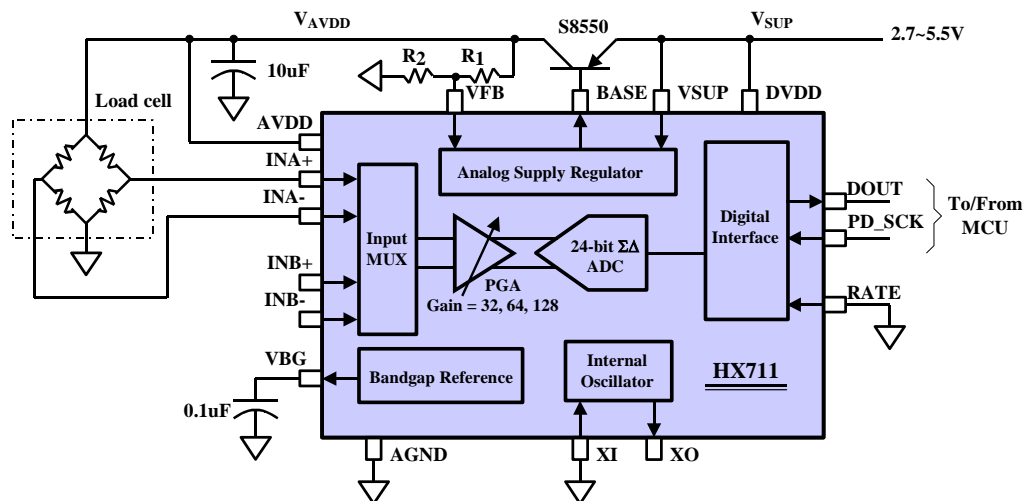 V_AVDD
S8550
V_SUP
2.7~5.5V
10uF
R2
R1
Load cell
VFB
BASE
VSUP
DVDD
AVDD
INA+
INA-
INB+
INB-
VBG
Analog Supply Regulator
Input
MUX
PGA
Gain = 32, 64, 128
24-bit ΣΔ
ADC
Digital
Interface
DOUT
PD_SCK
To/From
MCU
RATE
Bandgap Reference
Internal
Oscillator
HX711
0.1uF
AGND
XI
XO